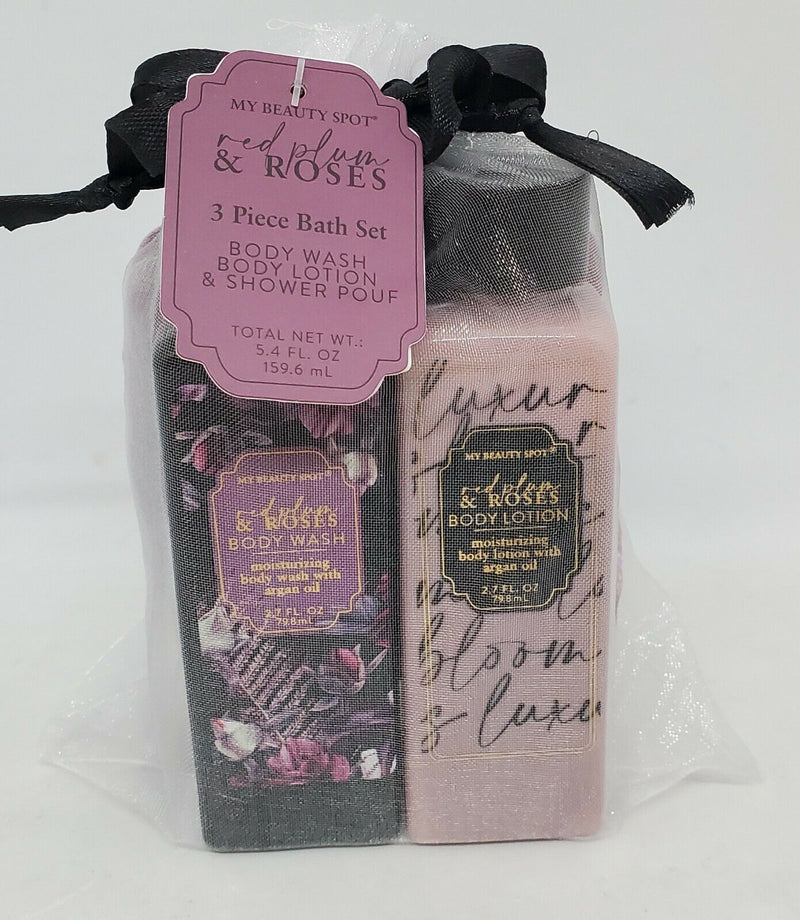 MY BEAUTY SPOT®
red plum
& ROSES
3 Piece Bath Set
BODY WASH
BODY LOTION
& SHOWER POUF
TOTAL NET WT.:
5.4 FL. OZ
159.6 mL
MY BEAUTY SPOT®
red plum
& ROSES
BODY WASH
moisturizing
body wash with
argan oil
2.7 FL. OZ
79.8mL
luxur
MY BEAUTY SPOT®
red plum
& ROSES
BODY LOTION
moisturizing
body lotion with
argan oil
2.7 FL. OZ
79.8mL
bloom
& luxu